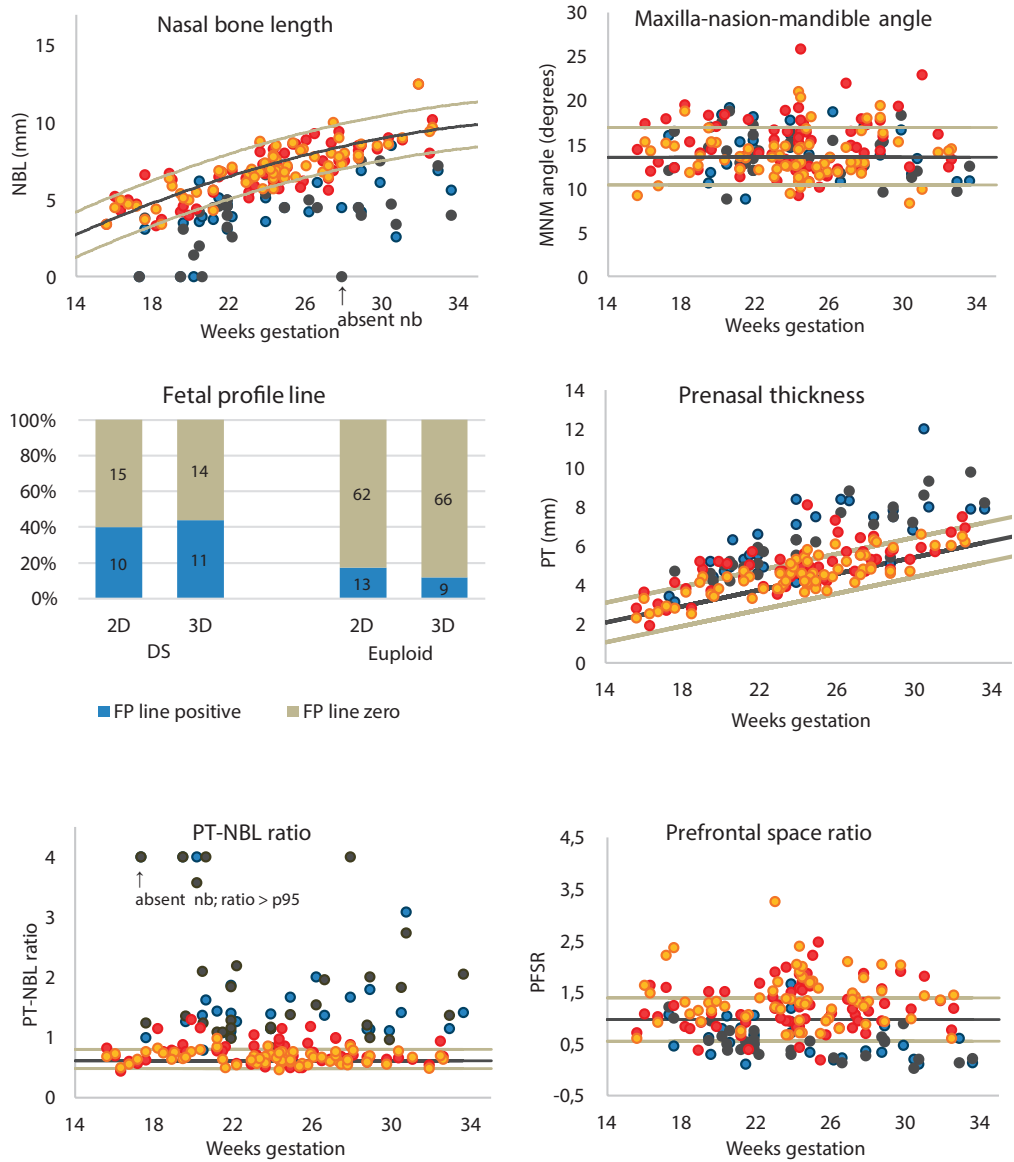 Nasal bone length
15
10
5
0
NBL (mm)
14 18 22 26 30 34
Weeks gestation
↑
absent nb
Maxilla-nasion-mandible angle
30
25
20
15
10
5
0
MNM angle (degrees)
14 18 22 26 30 34
Weeks gestation
Fetal profile line
100%
80%
60%
40%
20%
0%
15 14 62 66
10 11 13 9
2D 3D 2D 3D
DS Euploid
FP line positive FP line zero
Prenasal thickness
14
12
10
8
6
4
2
0
PT (mm)
14 18 22 26 30 34
Weeks gestation
PT-NBL ratio
4
3
2
1
0
PT-NBL ratio
↑
absent nb; ratio > p95
14 18 22 26 30 34
Weeks gestation
Prefrontal space ratio
4,5
3,5
2,5
1,5
0,5
-0,5
PFSR
14 18 22 26 30 34
Weeks gestation